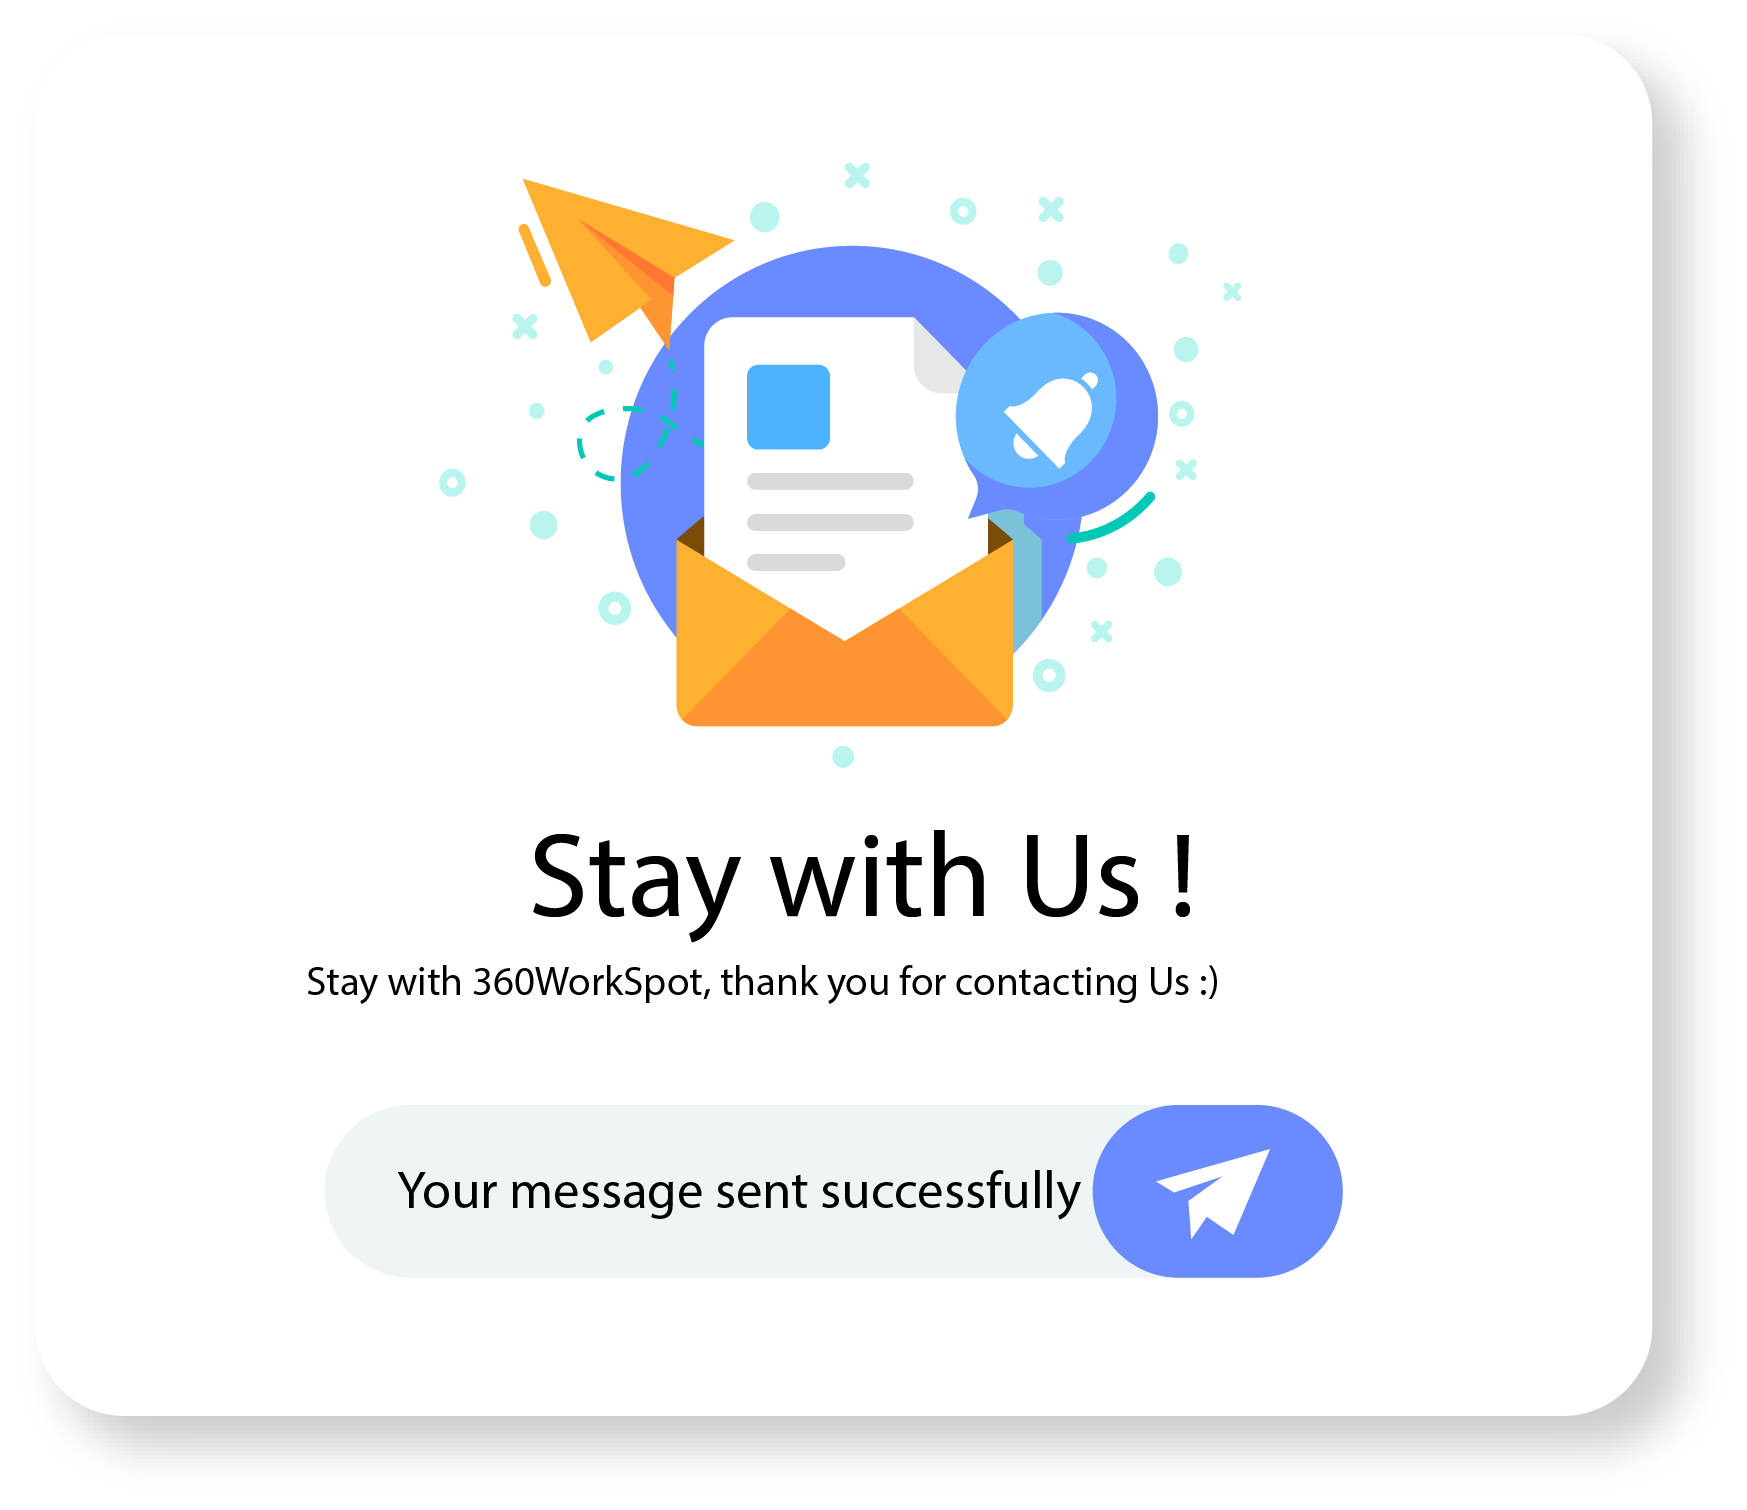 Stay with Us !
Stay with 360WorkSpot, thank you for contacting Us :)
Your message sent successfully